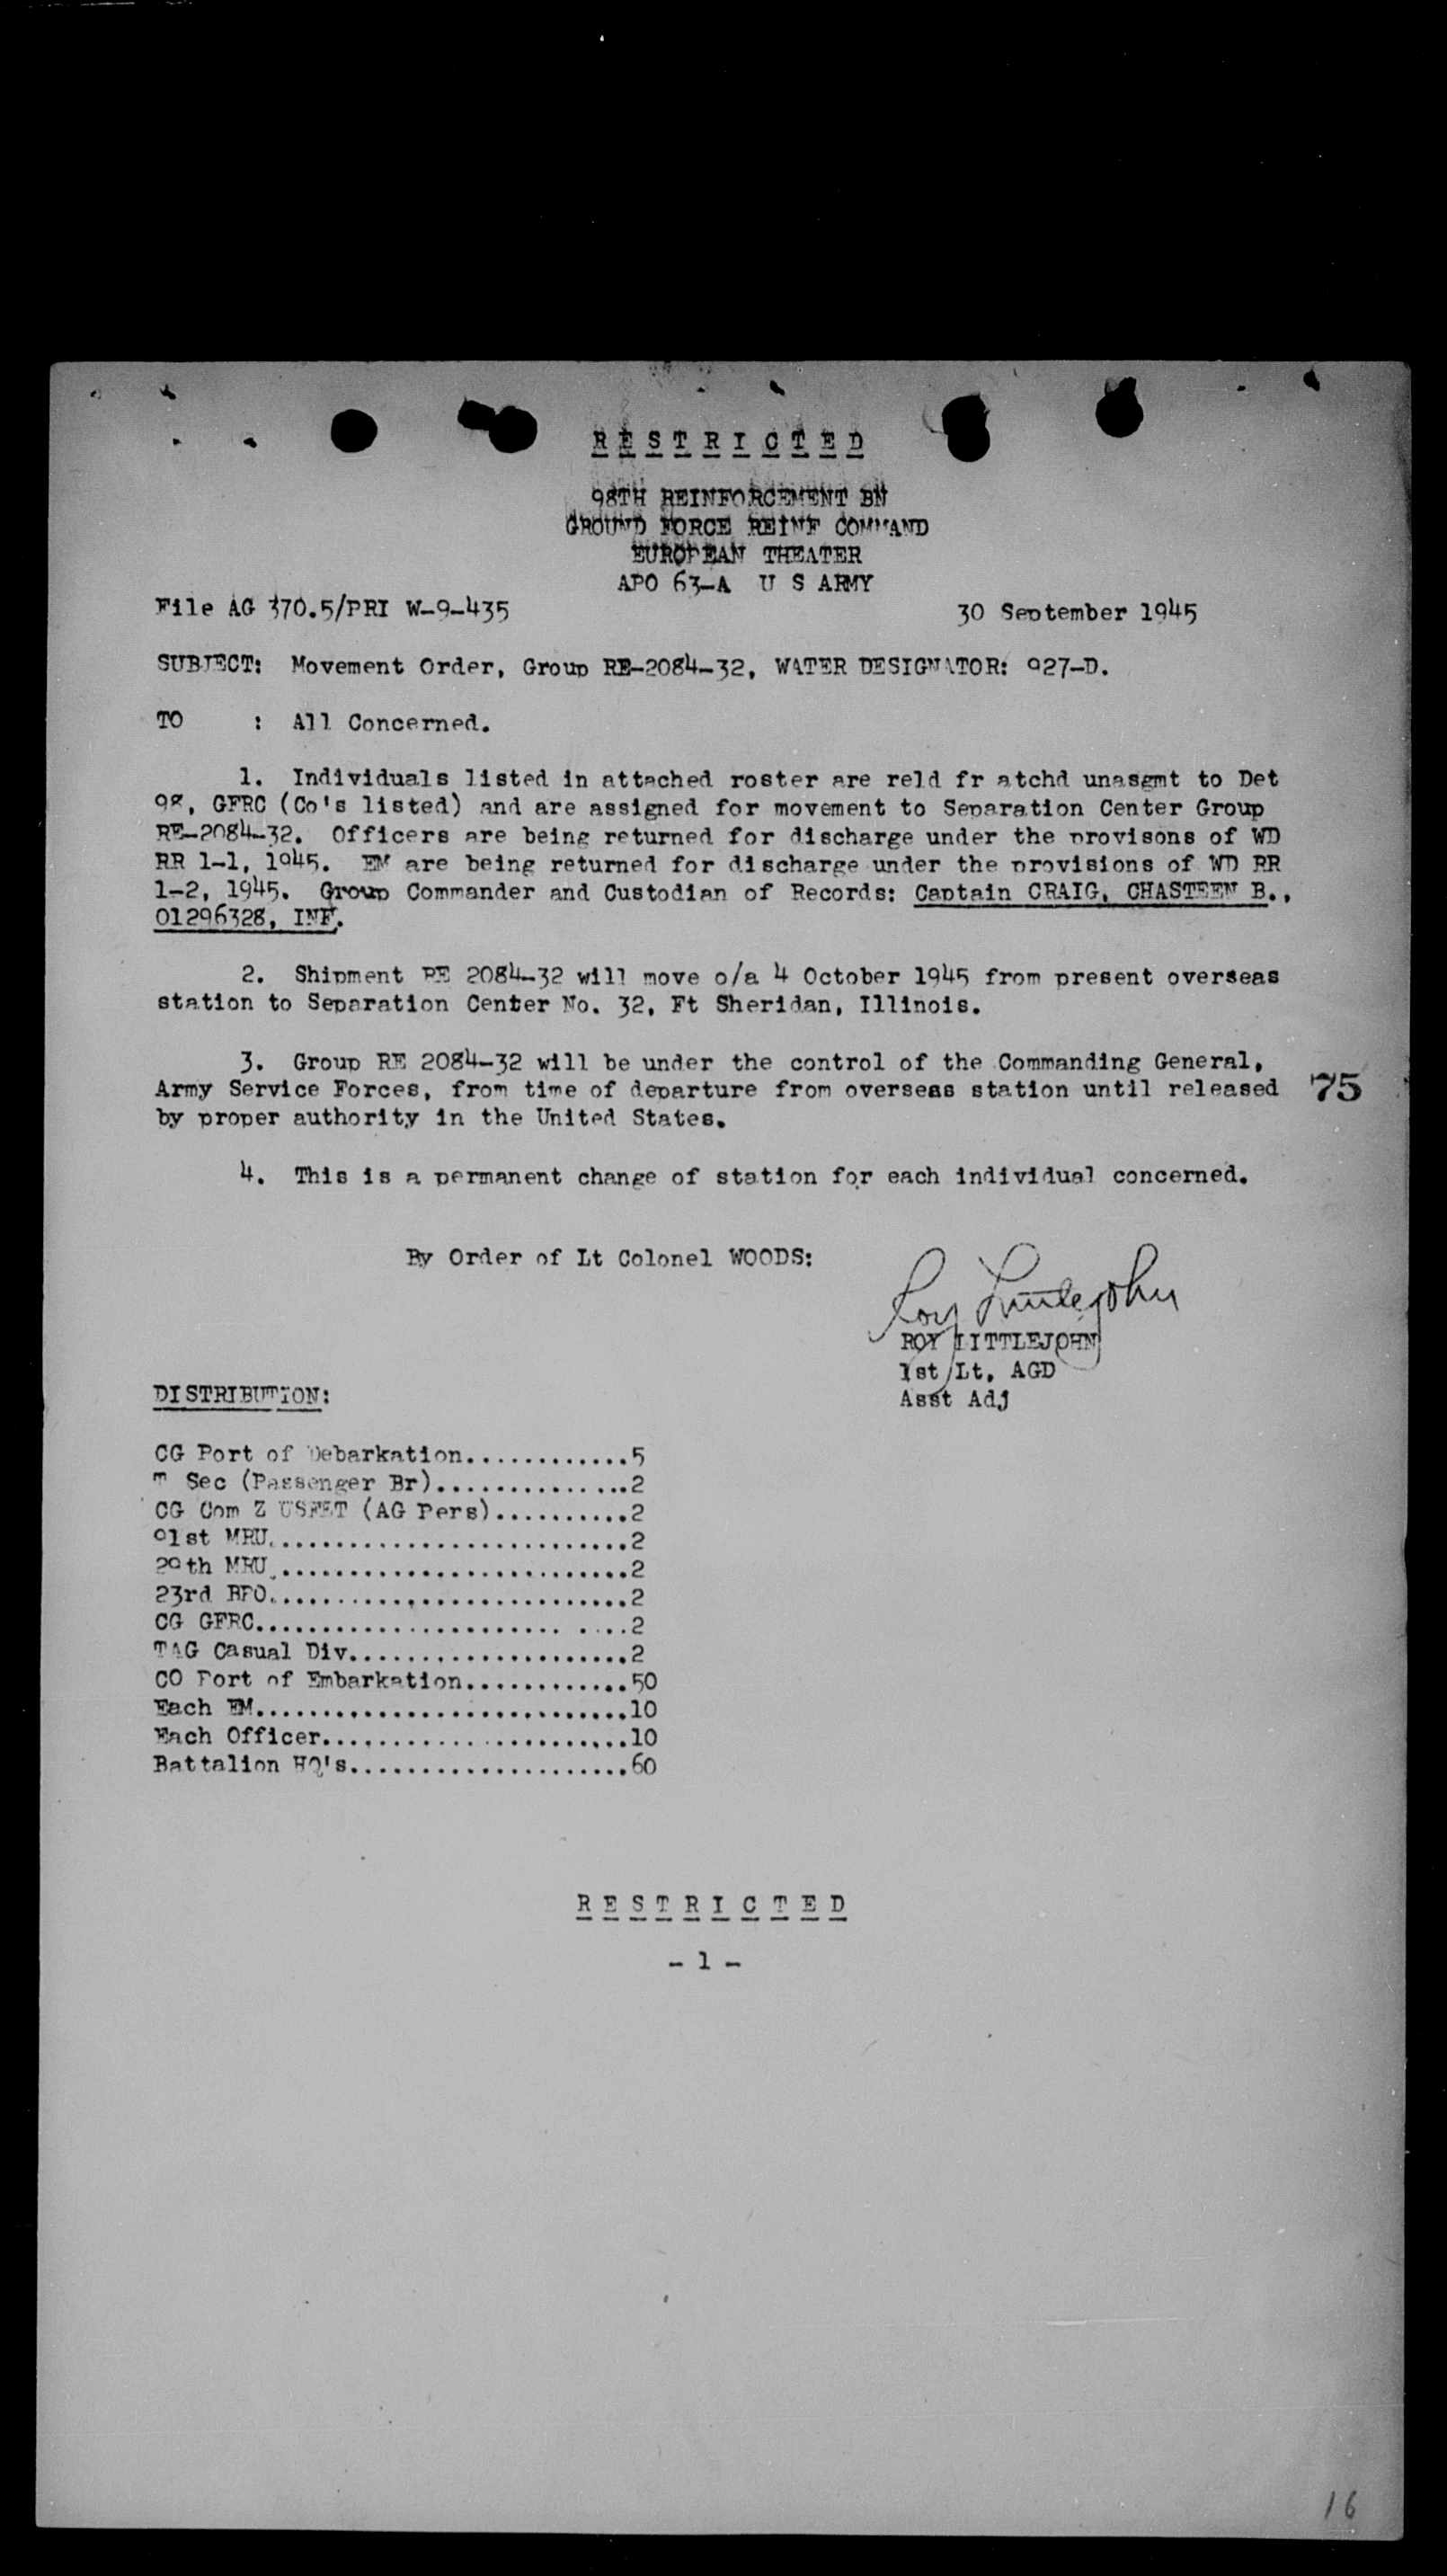 R E S T R I C T E D
98TH REINFORCEMENT BN
GROUND FORCE REINF COMMAND
EUROPEAN THEATER
APO 63-A U S ARMY
File AG 370.5/PRI W-9-435 30 September 1945
SUBJECT: Movement Order, Group RE-2084-32, WATER DESIGNATOR: 927-D.
TO : All Concerned.
1. Individuals listed in attached roster are reld fr atchd unasgmt to Det
98, GFRC (Co's listed) and are assigned for movement to Separation Center Group
RE-2084-32. Officers are being returned for discharge under the provisons of WD
RR 1-1, 1945. EM are being returned for discharge under the provisions of WD RR
1-2, 1945. Group Commander and Custodian of Records: Captain CRAIG, CHASTEEN B.,
01296328, INF.
2. Shipment RE 2084-32 will move o/a 4 October 1945 from present overseas
station to Separation Center No. 32, Ft Sheridan, Illinois.
3. Group RE 2084-32 will be under the control of the Commanding General,
Army Service Forces, from time of departure from overseas station until released
by proper authority in the United States.
75
4. This is a permanent change of station for each individual concerned.
By Order of Lt Colonel WOODS:
Roy Littlejohn
ROY LITTLEJOHN
1st Lt, AGD
Asst Adj
DISTRIBUTION:
CG Port of Debarkation............5
T Sec (Passenger Br)..............2
CG Com Z USFET (AG Pers)..........2
91st MRU..........................2
29th MRU..........................2
23rd BPO..........................2
CG GFRC...........................2
TAG Casual Div....................2
CO Port of Embarkation............50
Each EM...........................10
Each Officer......................10
Battalion HQ's....................60
R E S T R I C T E D
- 1 -
16